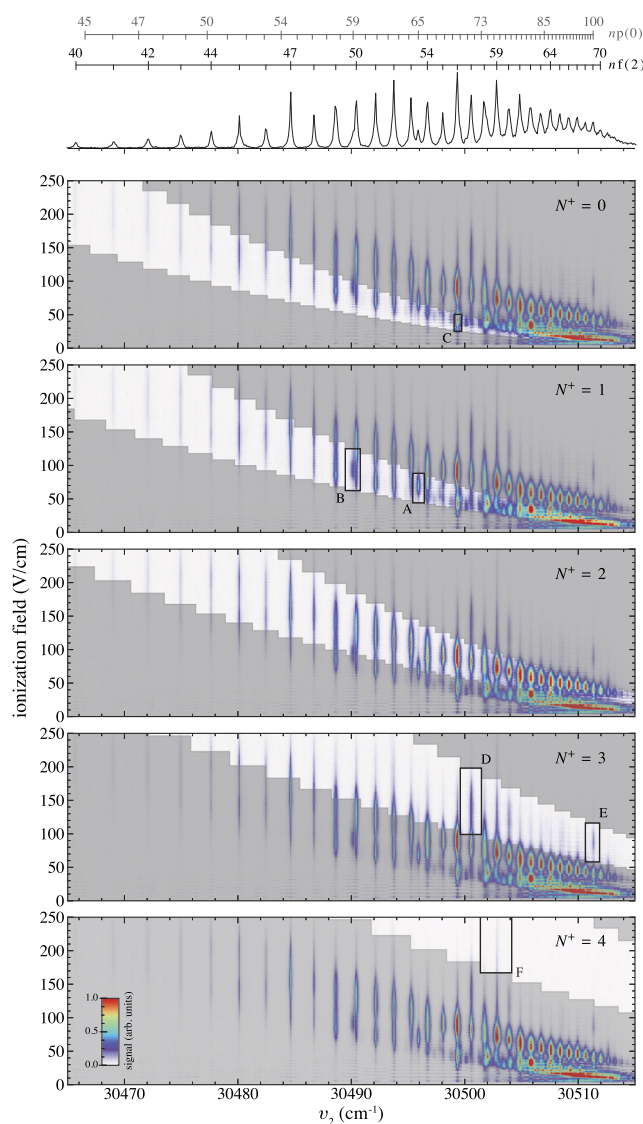 45 47 50 54 59 65 73 85 100 np(0)
40 42 44 47 50 54 59 64 70 nf(2)
250
200
150
100
50
0
N⁺ = 0
C
250
200
150
100
50
0
N⁺ = 1
B
A
250
200
150
100
50
0
N⁺ = 2
ionization field (V/cm)
250
200
150
100
50
0
N⁺ = 3
D
E
250
200
150
100
50
0
N⁺ = 4
F
1.0
0.5
0.0
signal (arb. units)
30470 30480 30490 30500 30510
υ₂ (cm⁻¹)